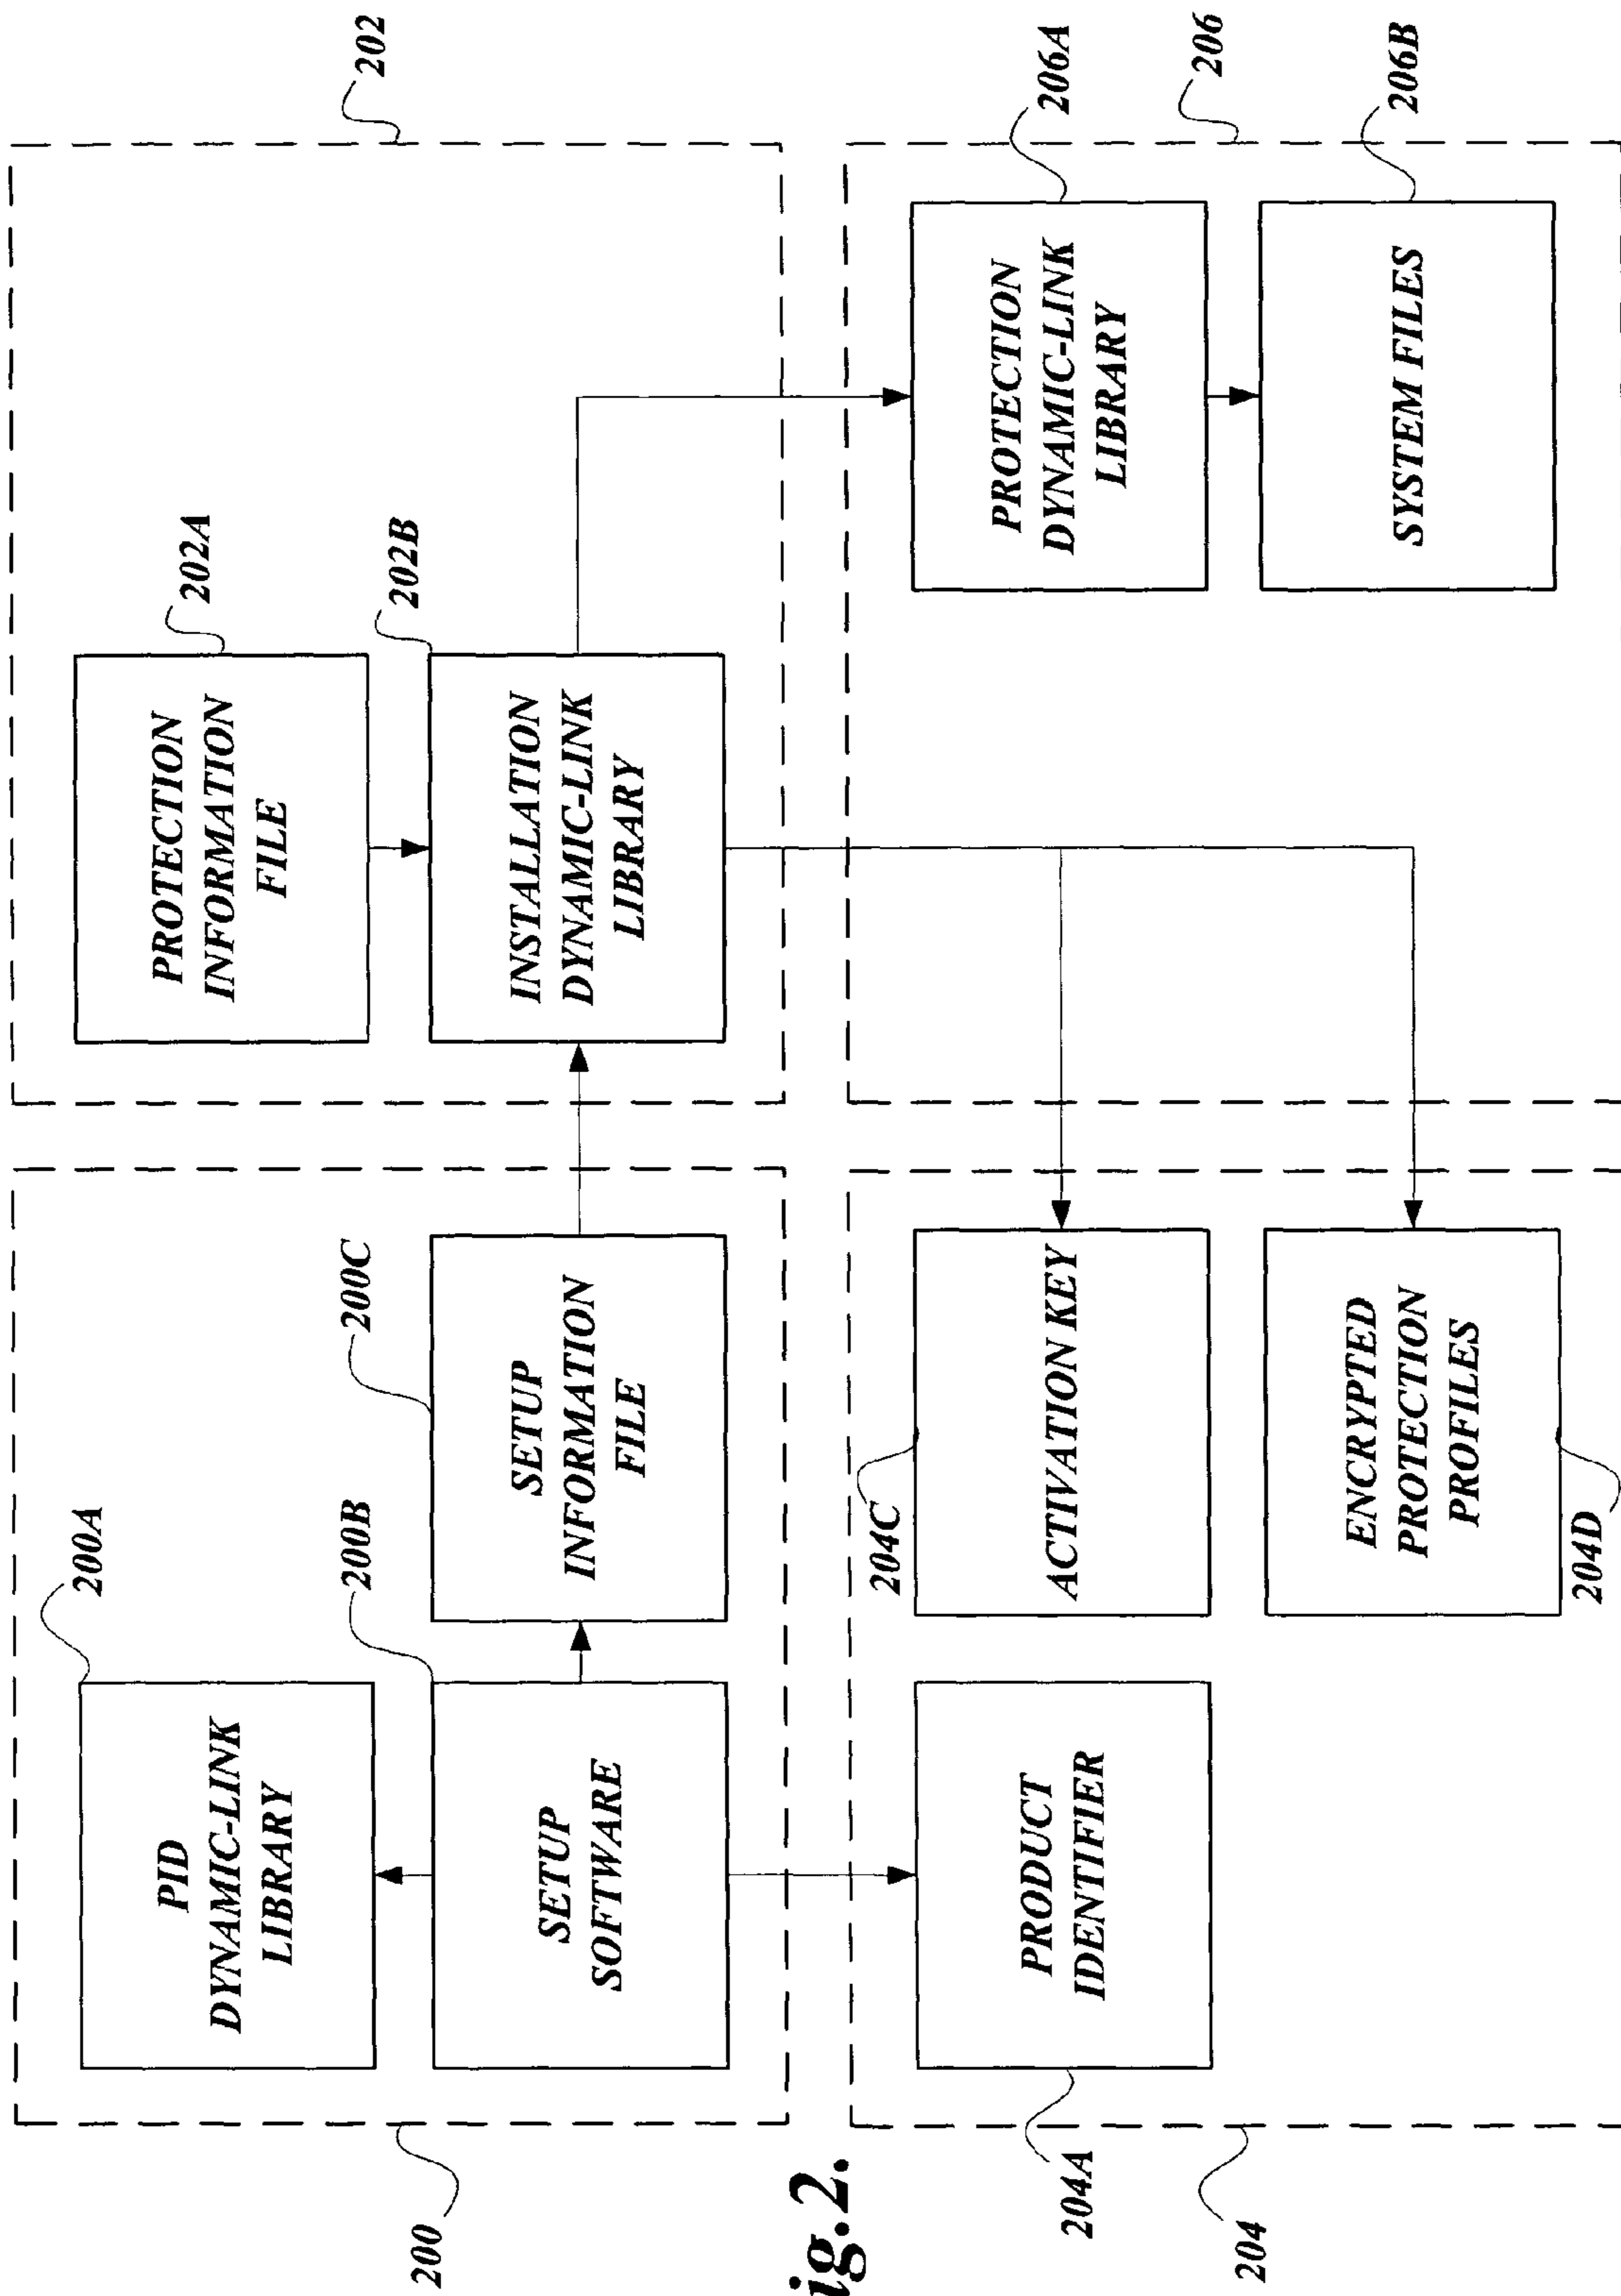 200
200A
PID
DYNAMIC-LINK
LIBRARY
200B
SETUP
SOFTWARE
200C
SETUP
INFORMATION
FILE
202
202A
PROTECTION
INFORMATION
FILE
202B
INSTALLATION
DYNAMIC-LINK
LIBRARY
204
204A
PRODUCT
IDENTIFIER
204C
ACTIVATION KEY
204D
ENCRYPTED
PROTECTION
PROFILES
206
206A
PROTECTION
DYNAMIC-LINK
LIBRARY
206B
SYSTEM FILES
ig.2.